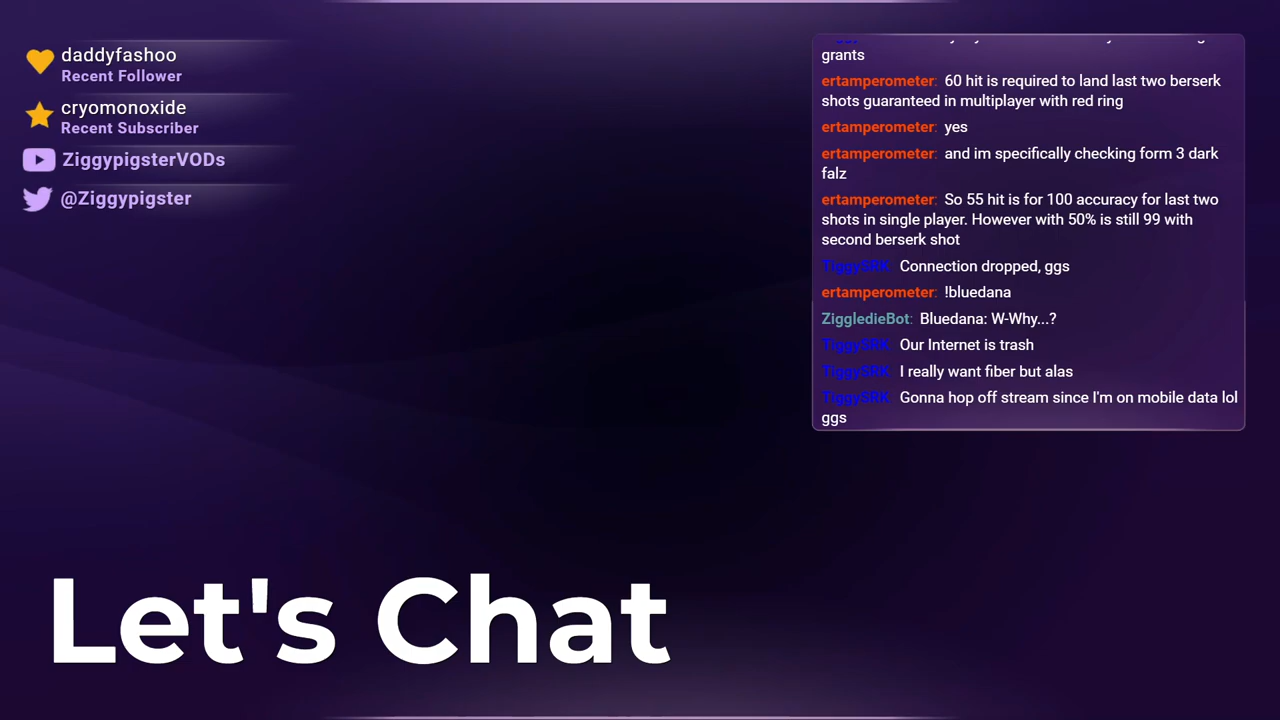 daddyfashoo
Recent Follower
cryomonoxide
Recent Subscriber
ZiggypigsterVODs
@Ziggypigster
grants
ertamperometer: 60 hit is required to land last two berserk
shots guaranteed in multiplayer with red ring
ertamperometer: yes
ertamperometer: and im specifically checking form 3 dark
falz
ertamperometer: So 55 hit is for 100 accuracy for last two
shots in single player. However with 50% is still 99 with
second berserk shot
TiggySRK: Connection dropped, ggs
ertamperometer: !bluedana
ZiggledieBot: Bluedana: W-Why...?
TiggySRK: Our Internet is trash
TiggySRK: I really want fiber but alas
TiggySRK: Gonna hop off stream since I'm on mobile data lol
ggs
Let's Chat